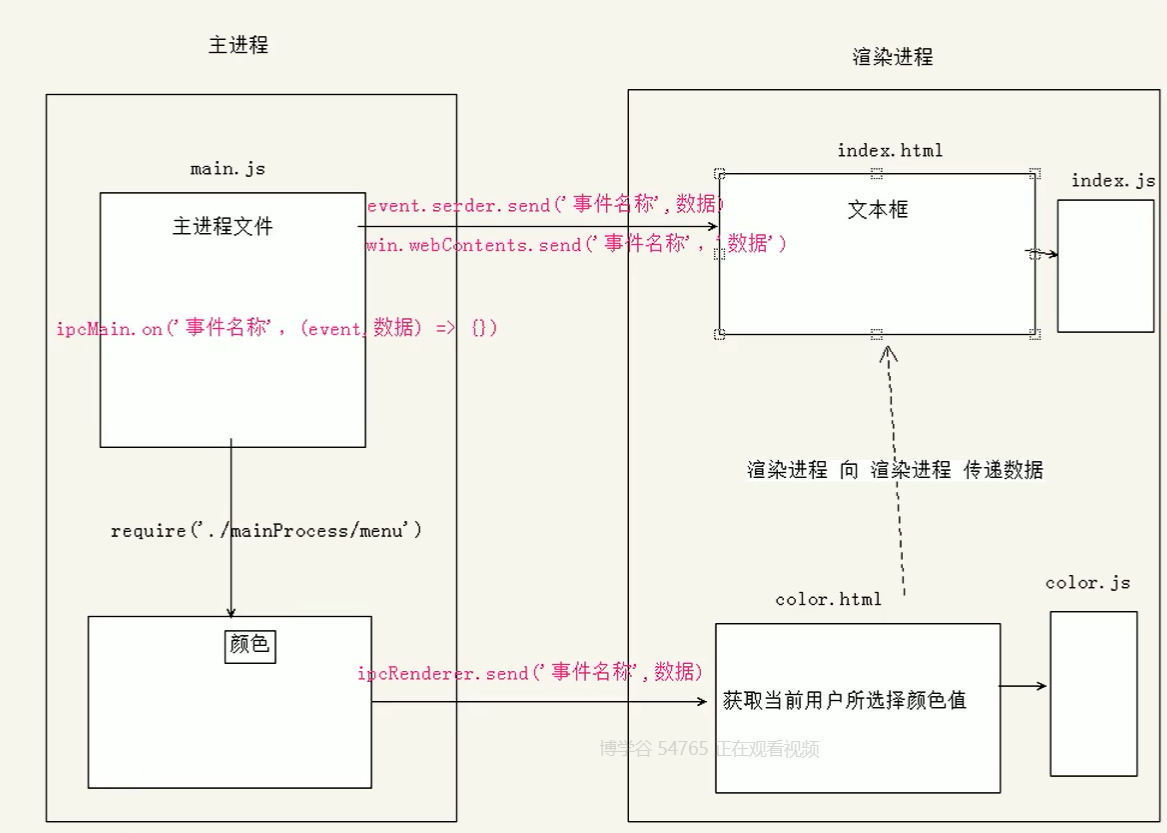 主进程
渲染进程
main.js
主进程文件
event.serder.send('事件名称',数据)
win.webContents.send('事件名称', '数据')
ipcMain.on('事件名称', (event,数据) => {})
require('./mainProcess/menu')
颜色
ipcRenderer.send('事件名称',数据)
index.html
index.js
文本框
渲染进程 向 渲染进程 传递数据
color.html
color.js
获取当前用户所选择颜色值
博学谷 54765 正在观看视频